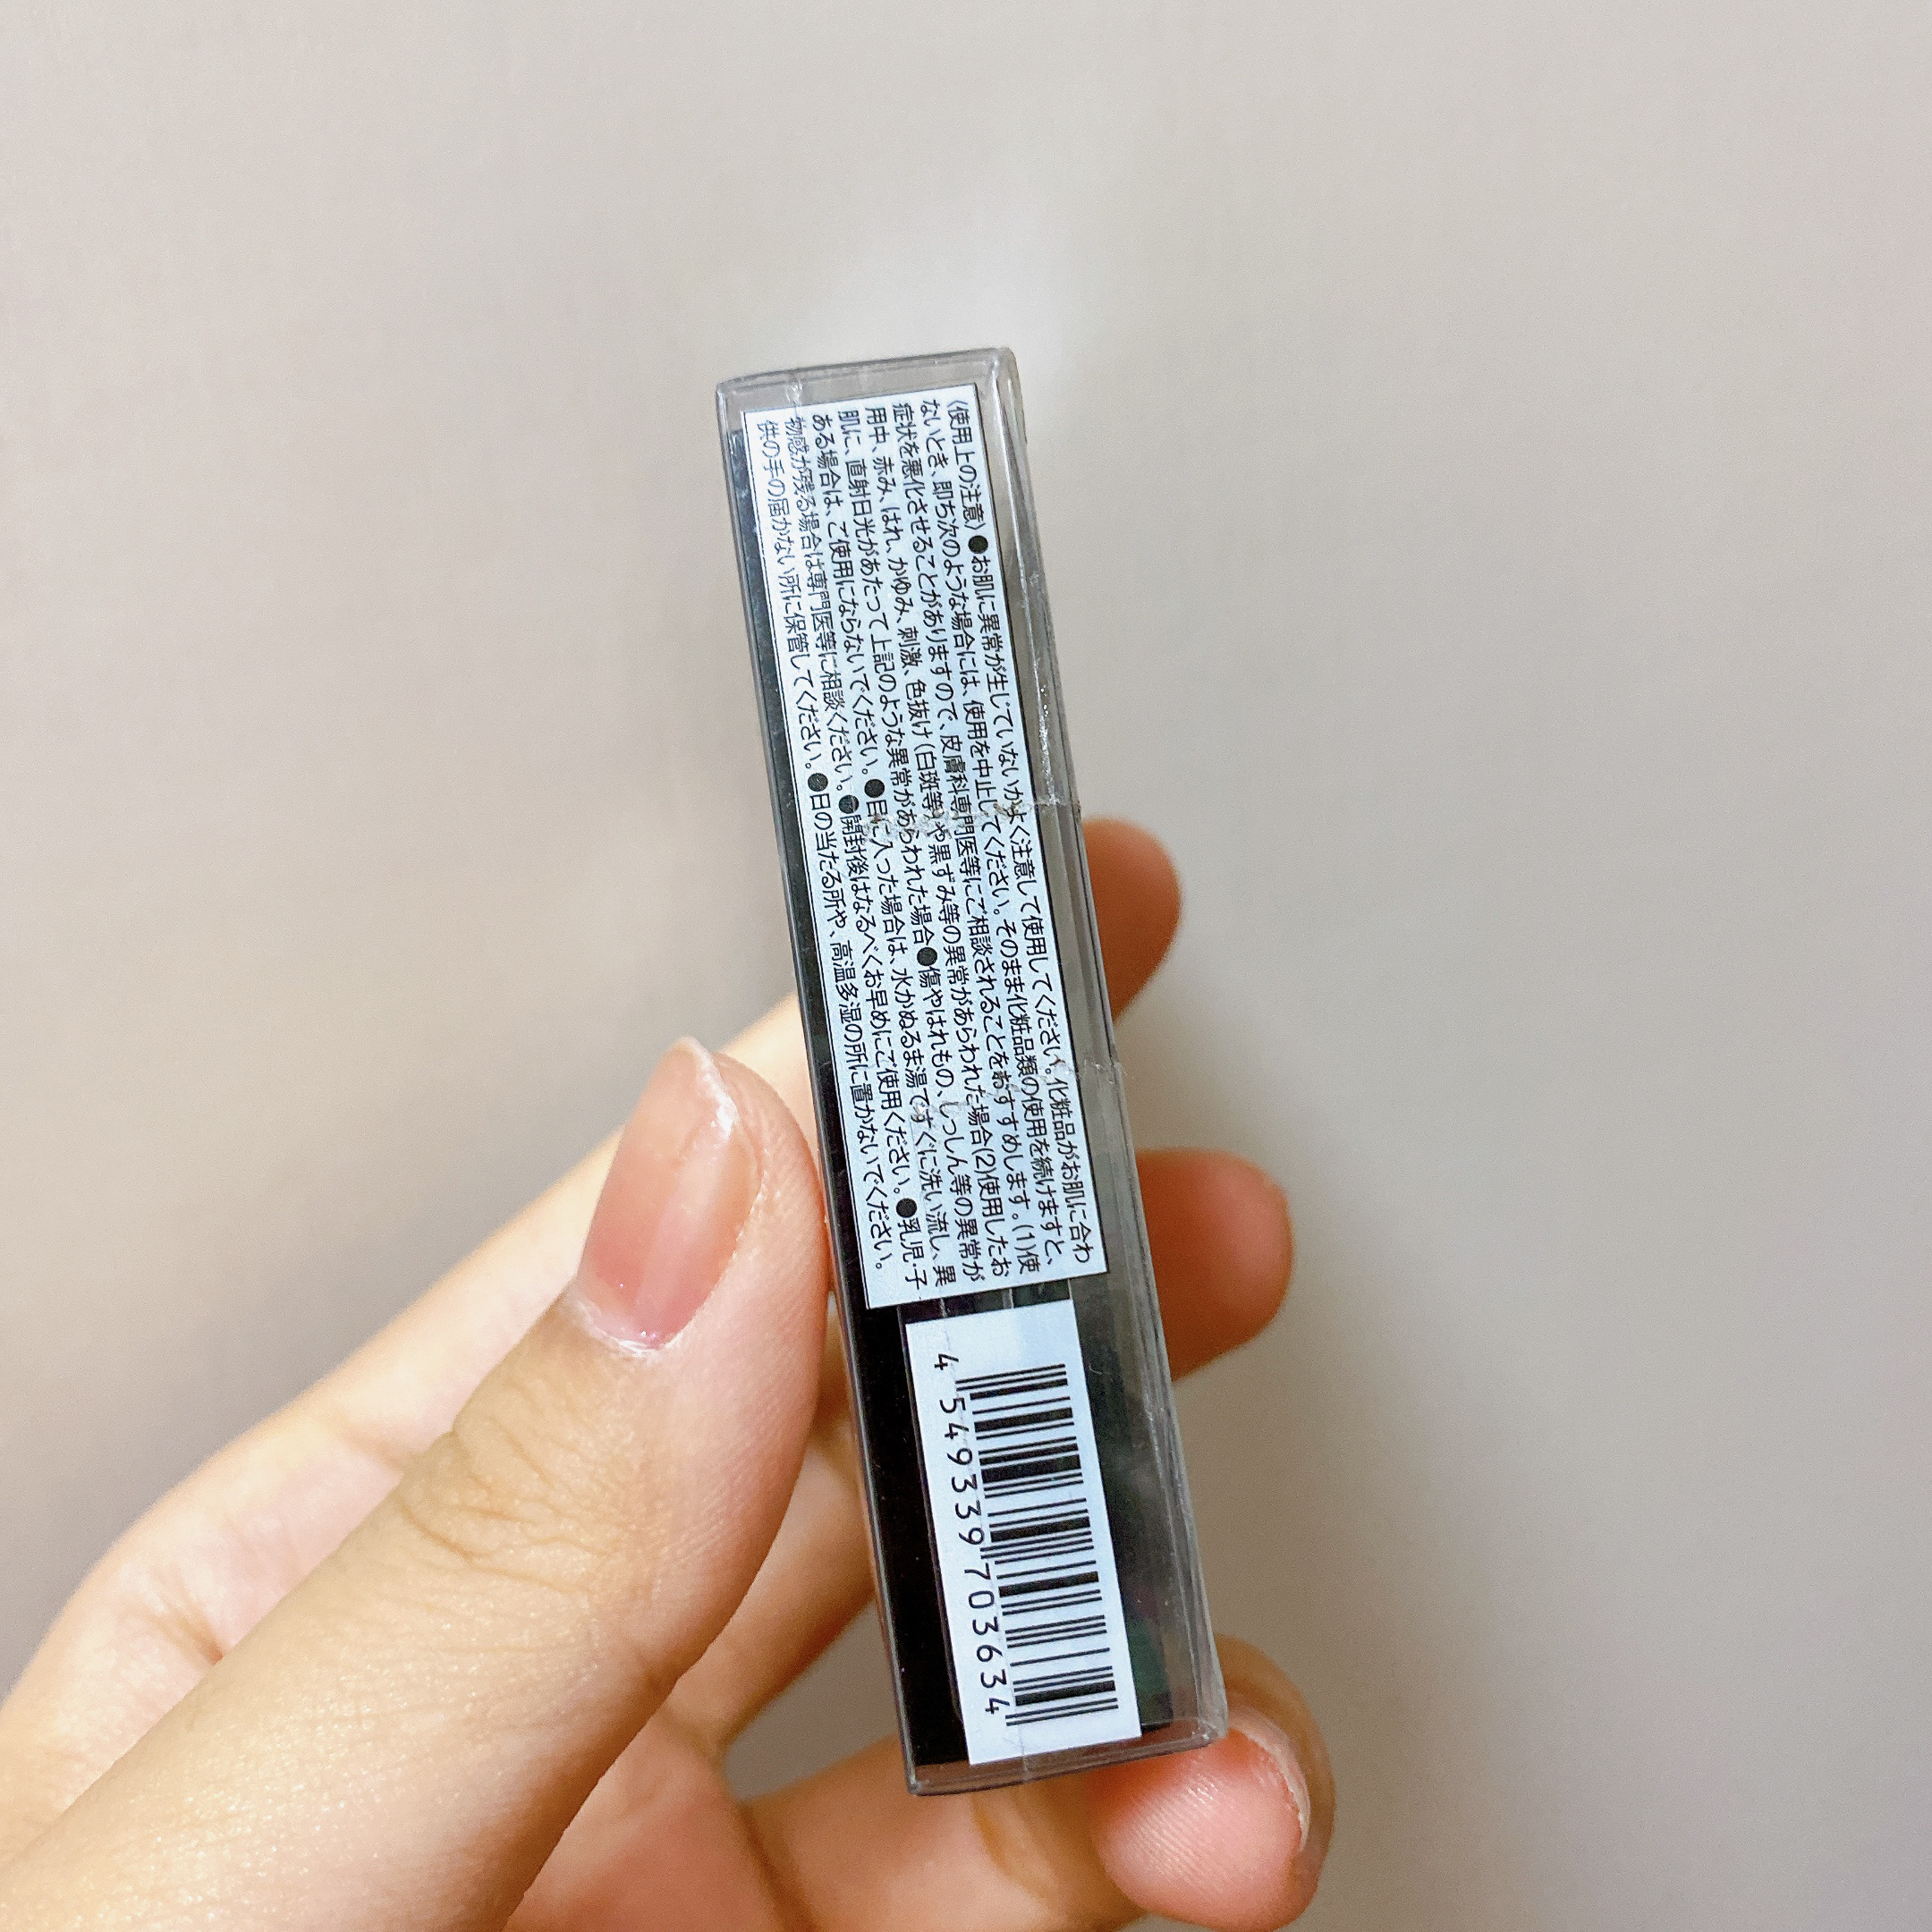 〈使用上の注意〉●お肌に異常が生じていないかよく注意して使用してください。化粧品がお肌に合わ
ないとき、即ち次のような場合には、使用を中止してください。そのまま化粧品類の使用を続けますと、
症状を悪化させることがありますので、皮膚科専門医等にご相談されることをおすすめします。(1)使
用中、赤み、はれ、かゆみ、刺激、色抜け(白斑等)や黒ずみ等の異常があらわれた場合(2)使用したお
肌に、直射日光があたって上記のような異常があらわれた場合●傷やはれもの、しっしん等の異常が
ある場合は、ご使用にならないでください。●目に入った場合は、水かぬるま湯ですぐに洗い流し、異
物感が残る場合は専門医等に相談ください。●開封後はなるべくお早めにご使用ください。●乳児・子
供の手の届かない所に保管してください。●日の当たる所や、高温多湿の所に置かないでください。
4 549339 703634